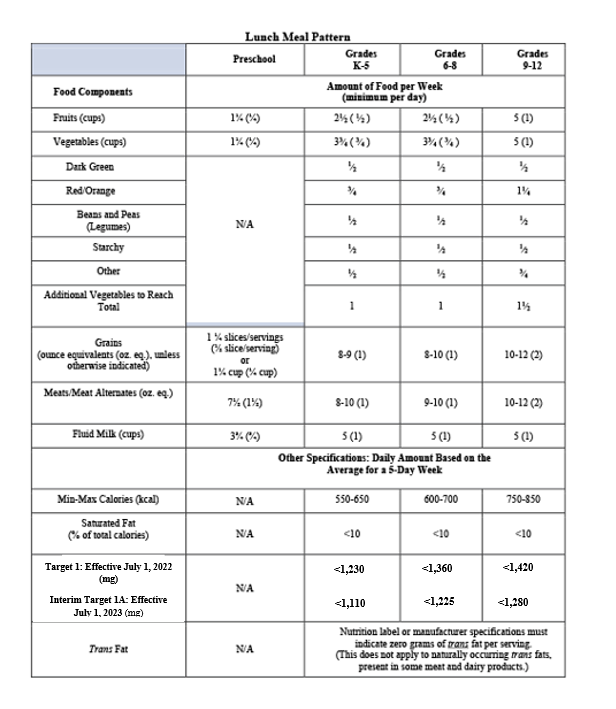 Lunch Meal Pattern
Preschool
Grades
K-5
Grades
6-8
Grades
9-12
Food Components
Amount of Food per Week
(minimum per day)
Fruits (cups) 1¼ (¼) 2½ (½) 2½ (½) 5 (1)
Vegetables (cups) 1¼ (¼) 3¾ (¾) 3¾ (¾) 5 (1)
Dark Green ½ ½ ½
Red/Orange ¾ ¾ 1¼
Beans and Peas
(Legumes)
N/A ½ ½ ½
Starchy ½ ½ ½
Other ½ ½ ¾
Additional Vegetables to Reach
Total
1 1 1½
Grains
(ounce equivalents (oz. eq.), unless
otherwise indicated)
1 ¼ slices/servings
slice/serving)
or
1¼ cup (¼ cup)
8-9 (1) 8-10 (1) 10-12 (2)
Meats/Meat Alternates (oz. eq.) 7½ (1½) 8-10 (1) 9-10 (1) 10-12 (2)
Fluid Milk (cups) 3¾ (¾) 5 (1) 5 (1) 5 (1)
Other Specifications: Daily Amount Based on the
Average for a 5-Day Week
Min-Max Calories (kcal) N/A 550-650 600-700 750-850
Saturated Fat
(% of total calories)
N/A <10 <10 <10
Target 1: Effective July 1, 2022
(mg)
<1,230 <1,360 <1,420
N/A
Interim Target 1A: Effective
July 1, 2023 (mg)
<1,110 <1,225 <1,280
Trans Fat N/A
Nutrition label or manufacturer specifications must
indicate zero grams of trans fat per serving.
(This does not apply to naturally occurring trans fats,
present in some meat and dairy products.)